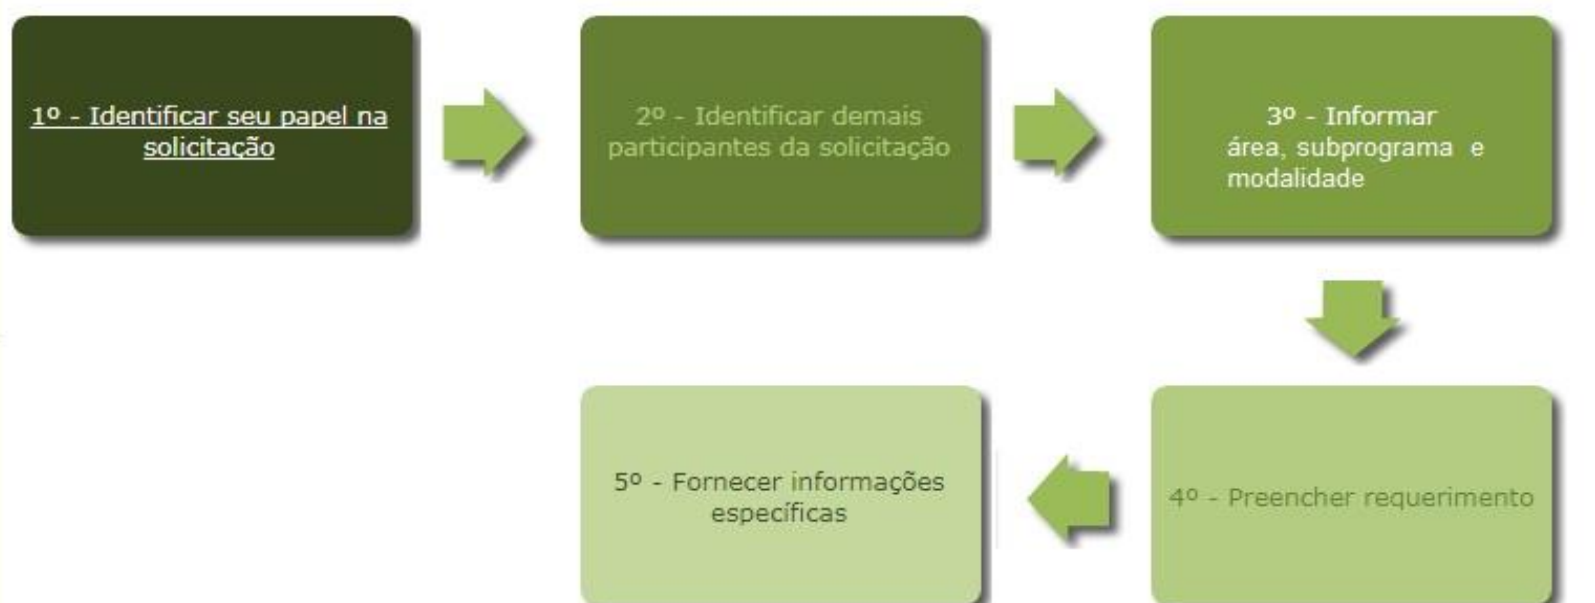 1º - Identificar seu papel na
solicitação
2º - Identificar demais
participantes da solicitação
3º - Informar
área, subprograma e
modalidade
4º - Preencher requerimento
5º - Fornecer informações
específicas